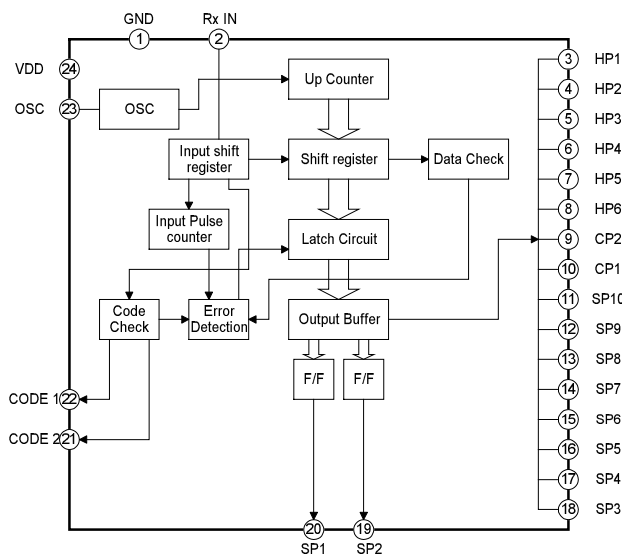 GND
Rx IN
1
2
VDD
24
OSC
23
OSC
Up Counter
Input shift
register
Shift register
Data Check
Input Pulse
counter
Latch Circuit
Code
Check
Error
Detection
Output Buffer
F/F
F/F
CODE 1
22
CODE 2
21
20
19
SP1
SP2
3
HP1
4
HP2
5
HP3
6
HP4
7
HP5
8
HP6
9
CP2
10
CP1
11
SP10
12
SP9
13
SP8
14
SP7
15
SP6
16
SP5
17
SP4
18
SP3